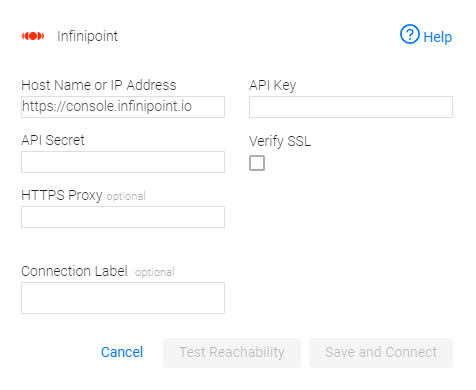 Infinipoint
Help
Host Name or IP Address
API Key
https://console.infinipoint.io
API Secret
Verify SSL
HTTPS Proxy optional
Connection Label optional
Cancel
Test Reachability
Save and Connect